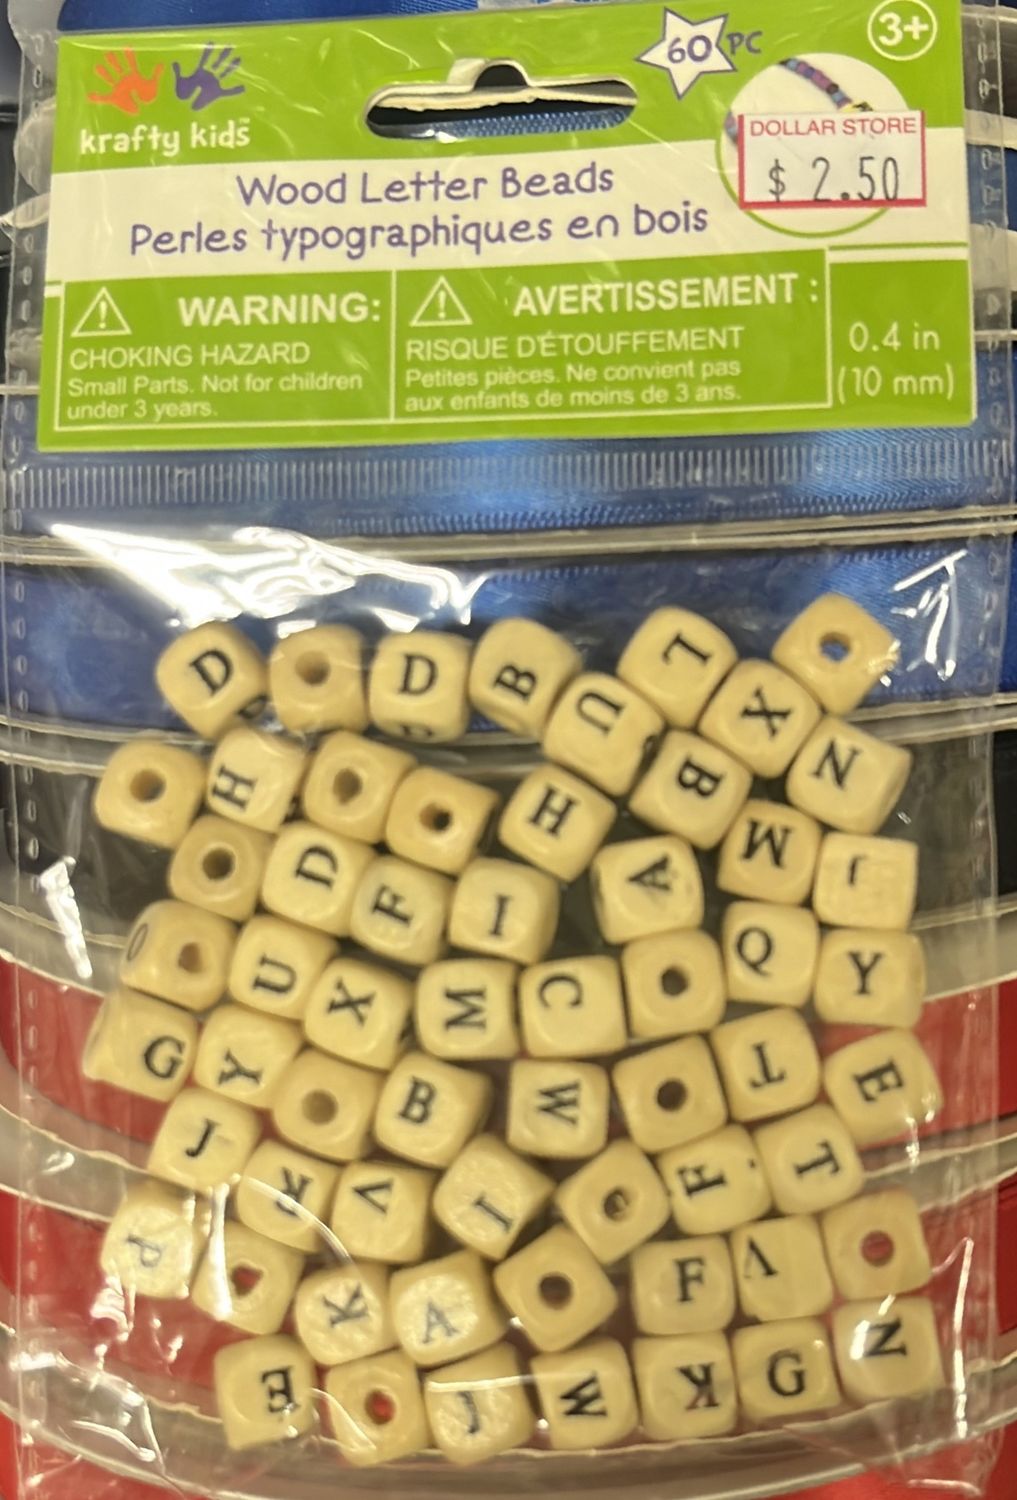 60 PC
3+
krafty kids™
DOLLAR STORE
$ 2.50
Wood Letter Beads
Perles typographiques en bois
WARNING:
CHOKING HAZARD
Small Parts. Not for children
under 3 years.
AVERTISSEMENT :
RISQUE D'ÉTOUFFEMENT
Petites pièces. Ne convient pas
aux enfants de moins de 3 ans.
0.4 in
(10 mm)
D D B L
U X
H H B N
D F I A M
U X M C Q Y
G Y B W T E
J R V I F T
P K A F V
E J W K G N